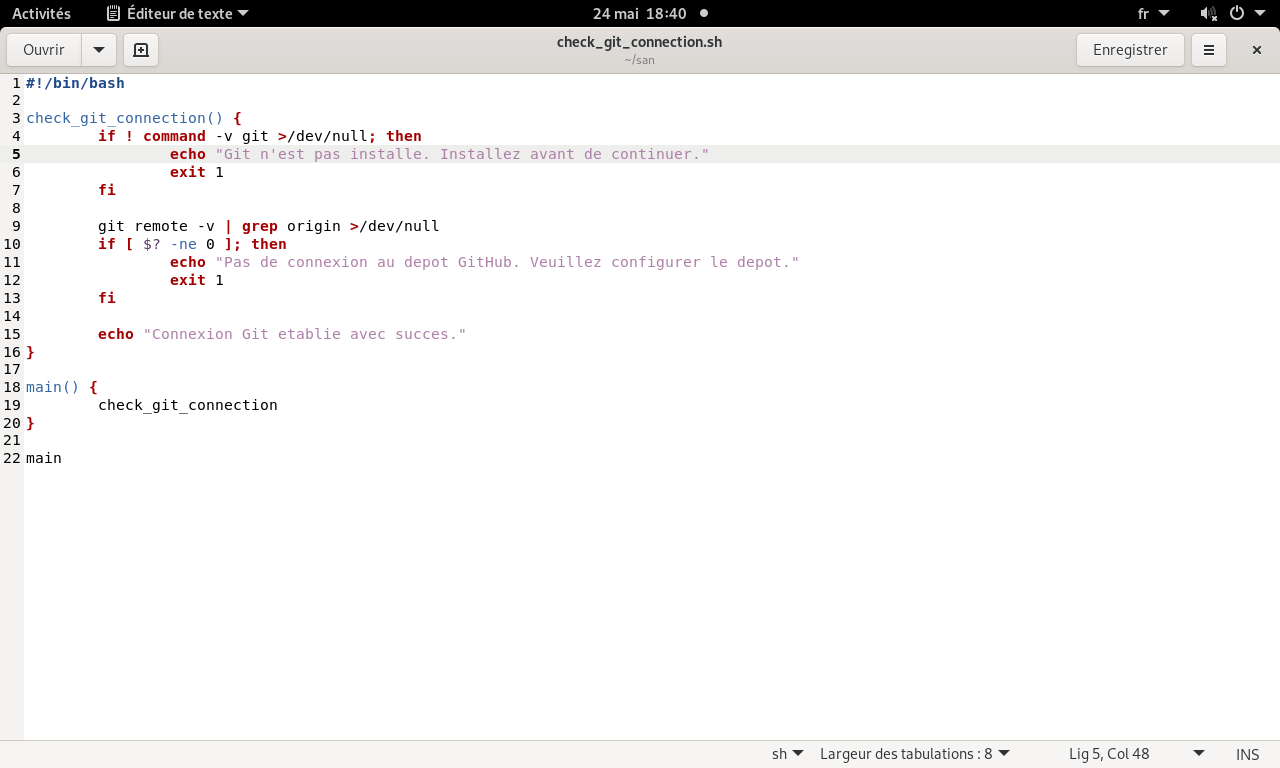 Activités Éditeur de texte 24 mai 18:40 fr
Ouvrir check_git_connection.sh Enregistrer
~/san
1 #!/bin/bash
2
3 check_git_connection() {
4 if ! command -v git >/dev/null; then
5 echo "Git n'est pas installe. Installez avant de continuer."
6 exit 1
7 fi
8
9 git remote -v | grep origin >/dev/null
10 if [ $? -ne 0 ]; then
11 echo "Pas de connexion au depot GitHub. Veuillez configurer le depot."
12 exit 1
13 fi
14
15 echo "Connexion Git etablie avec succes."
16 }
17
18 main() {
19 check_git_connection
20 }
21
22 main
sh Largeur des tabulations : 8 Lig 5, Col 48 INS